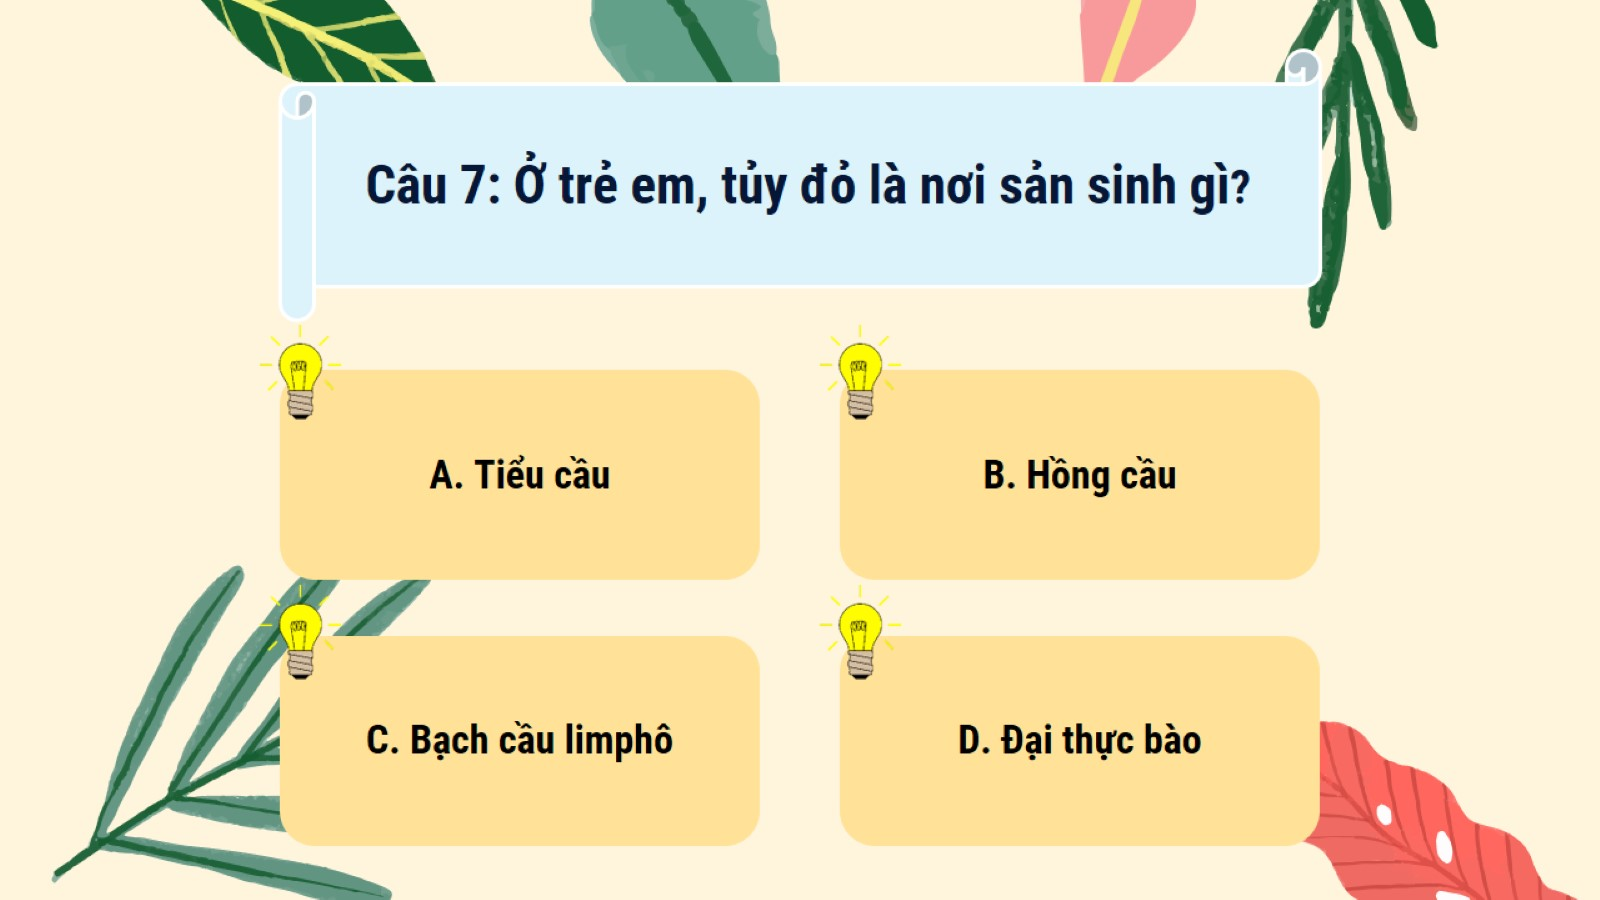 Câu 7: Ở trẻ em, tủy đỏ là nơi sản sinh gì?
A. Tiểu cầu
B. Hồng cầu
C. Bạch cầu limphô
D. Đại thực bào